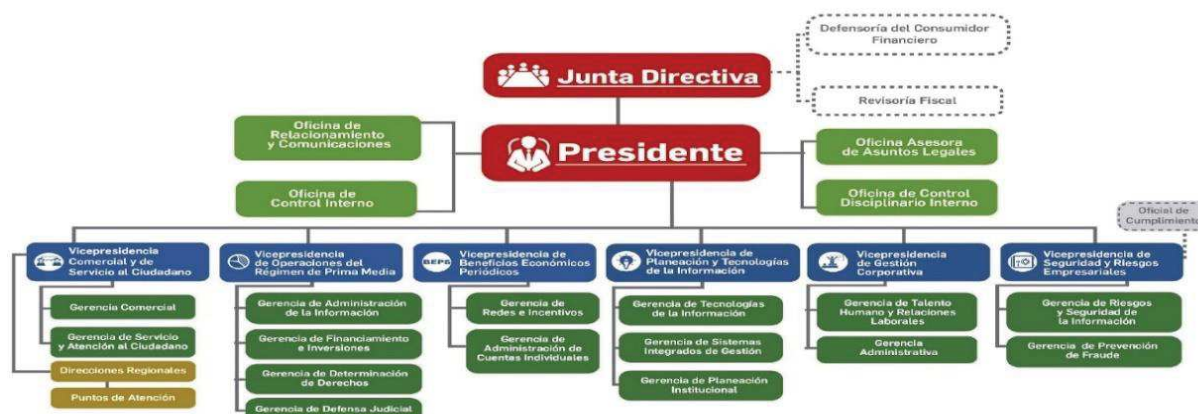 Defensoría del Consumidor
Financiero
Junta Directiva
Revisoría Fiscal
Oficina de
Relacionamiento
y Comunicaciones
Presidente
Oficina Asesora
de Asuntos Legales
Oficina de
Control Interno
Oficina de Control
Disciplinario Interno
Oficial de
Cumplimiento
Vicepresidencia
Comercial y de
Servicio al Ciudadano
Vicepresidencia
de Operaciones del
Régimen de Prima Media
BEPS
Vicepresidencia de
Beneficios Económicos
Periódicos
Vicepresidencia de
Planeación y Tecnologías
de la Información
Vicepresidencia
de Gestión
Corporativa
Vicepresidencia de
Seguridad y Riesgos
Empresariales
Gerencia Comercial
Gerencia de Servicio
y Atención al Ciudadano
Direcciones Regionales
Puntos de Atención
Gerencia de Administración
de la Información
Gerencia de Financiamiento
e Inversiones
Gerencia de Determinación
de Derechos
Gerencia de Defensa Judicial
Gerencia de
Redes e Incentivos
Gerencia de
Administración de
Cuentas Individuales
Gerencia de Tecnologías
de la Información
Gerencia de Sistemas
Integrados de Gestión
Gerencia de Planeación
Institucional
Gerencia de Talento
Humano y Relaciones
Laborales
Gerencia
Administrativa
Gerencia de Riesgos
y Seguridad de
la Información
Gerencia de Prevención
de Fraude